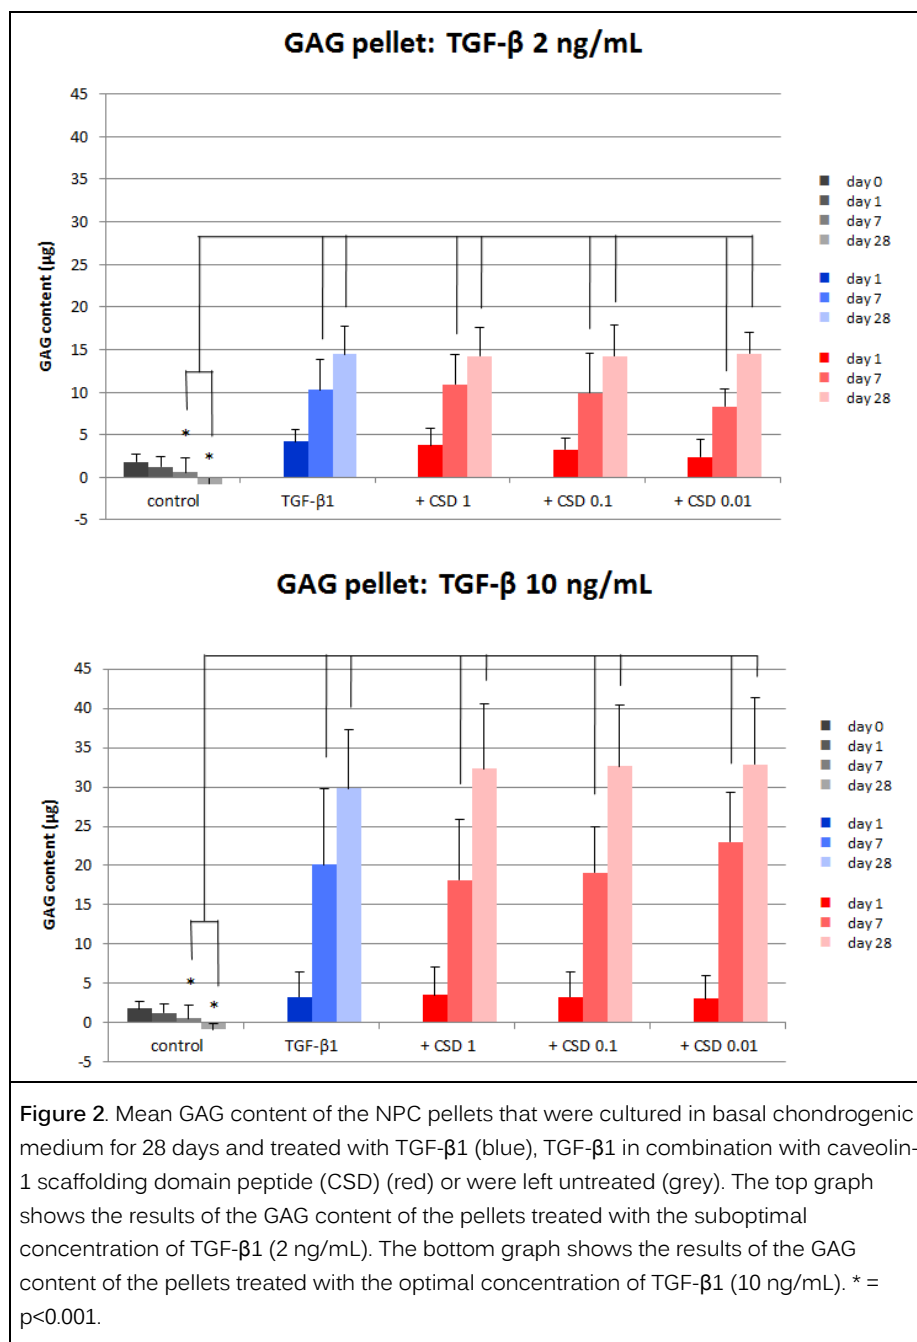 GAG pellet: TGF-β 2 ng/mL
45
40
35
30
25
20
15
10
5
0
-5
GAG content (µg)
*
*
control
TGF-β1
+ CSD 1
+ CSD 0.1
+ CSD 0.01
day 0
day 1
day 7
day 28
day 1
day 7
day 28
day 1
day 7
day 28
GAG pellet: TGF-β 10 ng/mL
45
40
35
30
25
20
15
10
5
0
-5
GAG content (µg)
*
*
control
TGF-β1
+ CSD 1
+ CSD 0.1
+ CSD 0.01
day 0
day 1
day 7
day 28
day 1
day 7
day 28
day 1
day 7
day 28
Figure 2. Mean GAG content of the NPC pellets that were cultured in basal chondrogenic
medium for 28 days and treated with TGF-β1 (blue), TGF-β1 in combination with caveolin-
1 scaffolding domain peptide (CSD) (red) or were left untreated (grey). The top graph
shows the results of the GAG content of the pellets treated with the suboptimal
concentration of TGF-β1 (2 ng/mL). The bottom graph shows the results of the GAG
content of the pellets treated with the optimal concentration of TGF-β1 (10 ng/mL). * =
p<0.001.